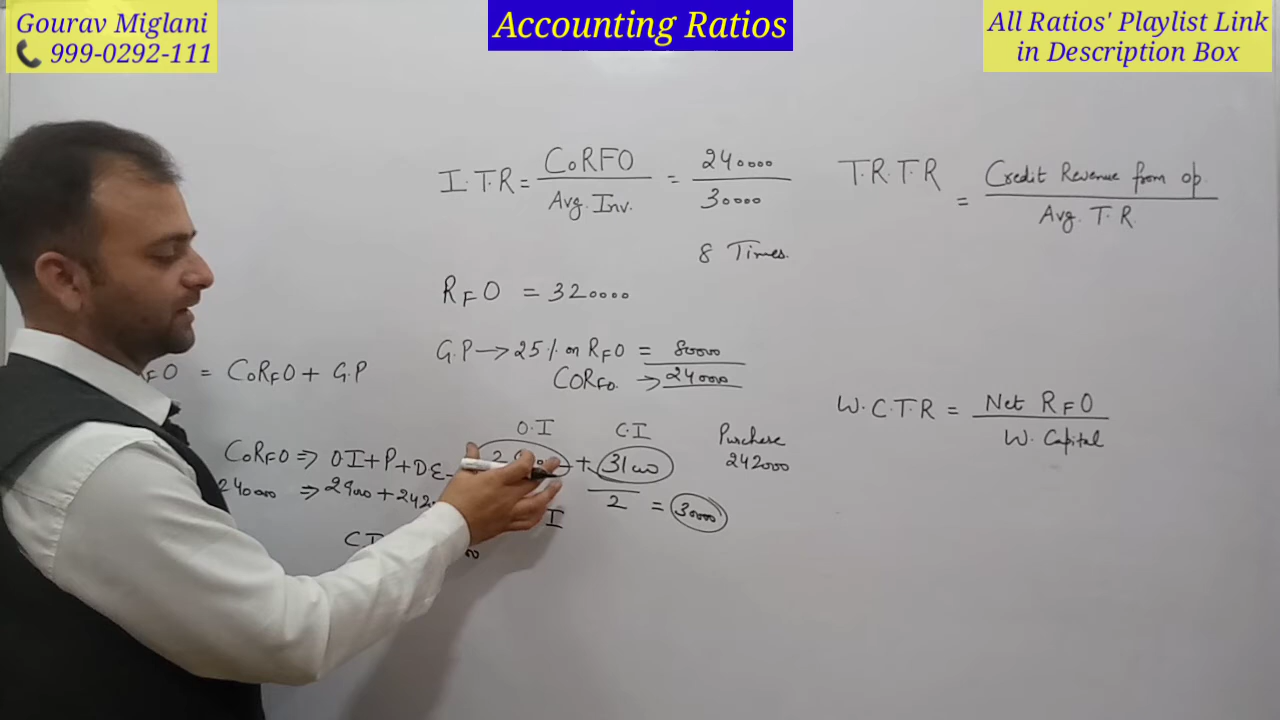 Gourav Miglani
999-0292-111
Accounting Ratios
All Ratios' Playlist Link
in Description Box
I.T.R = CoRFO / Avg. Inv. = 240000 / 30000
8 Times.
T.R.T.R = Credit Revenue from op. / Avg. T.R.
RFO = 320000
G.P → 25% on RFO = 80000
CORFO. → 240000
FO = CoRFO + G.P
W.C.T.R = Net RFO / W. Capital
O.I C.I
+ 31000
2 = 30000
Purchase
242000
CoRFO ⇒ OI + P + DE -
240000 ⇒ 29000 + 242
CI
I